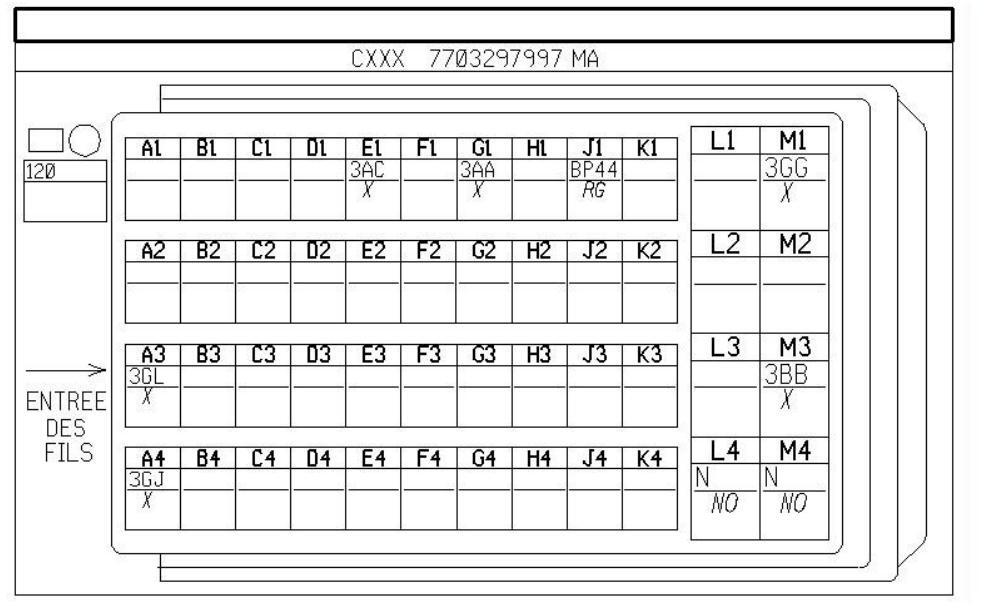 CXXX 7703297997 MA
120
A1 B1 C1 D1 E1 F1 G1 H1 J1 K1 L1 M1
3AC 3AA BP44 3GG
X X RG X
A2 B2 C2 D2 E2 F2 G2 H2 J2 K2 L2 M2
A3 B3 C3 D3 E3 F3 G3 H3 J3 K3 L3 M3
3GL 3BB
X X
ENTREE
DES
FILS
A4 B4 C4 D4 E4 F4 G4 H4 J4 K4 L4 M4
3GJ N N
X NO NO